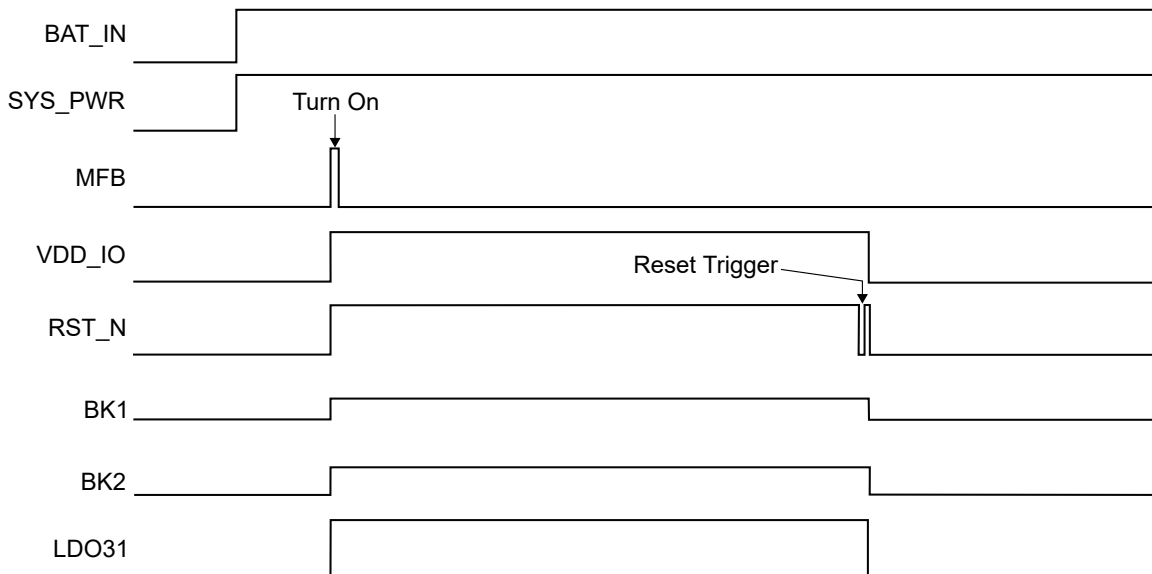 BAT_IN
SYS_PWR
Turn On
MFB
VDD_IO
Reset Trigger
RST_N
BK1
BK2
LDO31